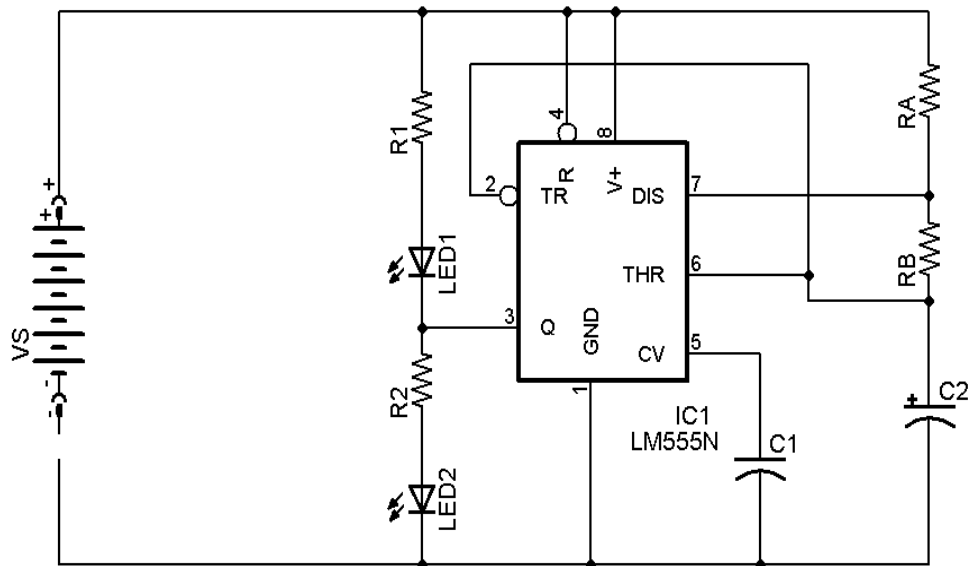 R1
4
8
RA
2
TR
R
V+
DIS
7
+
+
LED1
THR
6
RB
VS
3
Q
GND
CV
5
R2
1
-
-
IC1
LM555N
C1
+
C2
LED2